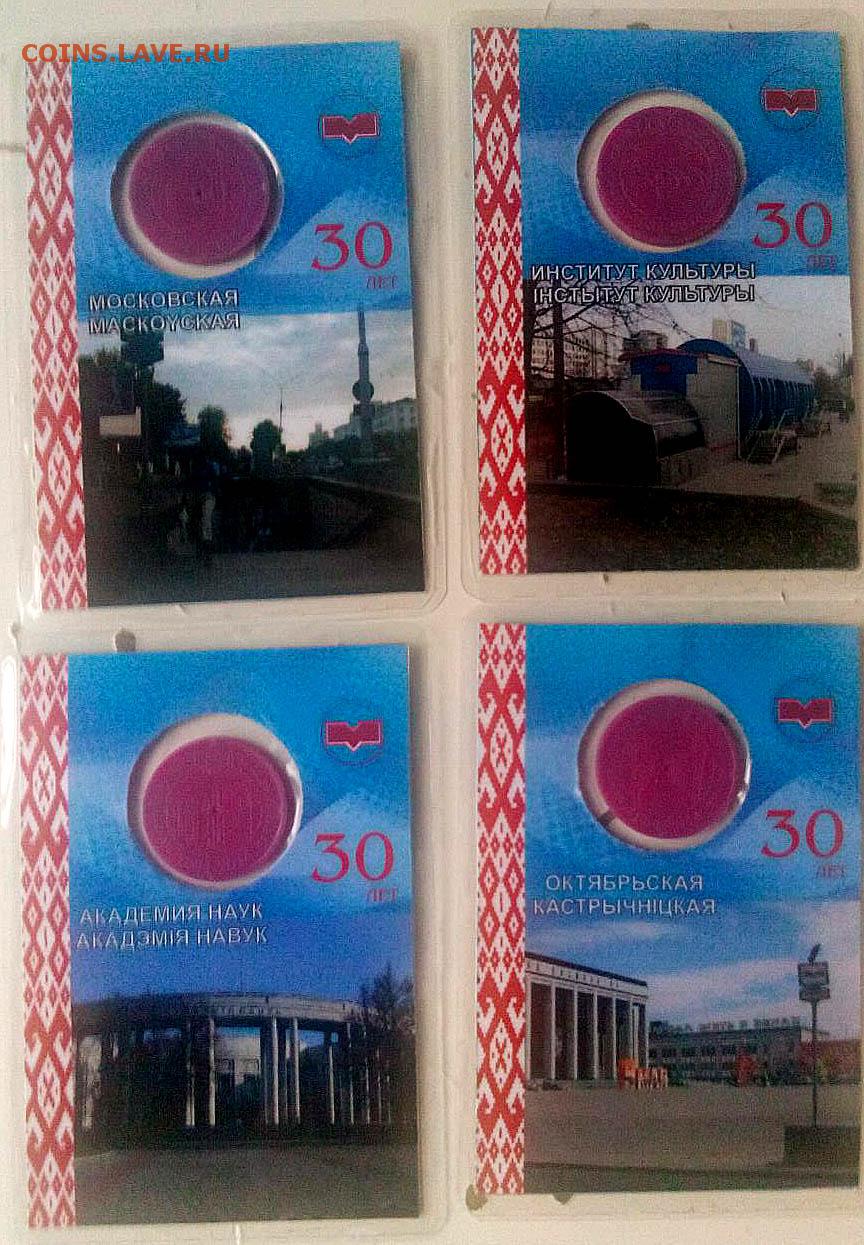 COINS.LAVE.RU
30
ЛЕТ
МОСКОВСКАЯ
МАСКОЎСКАЯ
30
ЛЕТ
ИНСТИТУТ КУЛЬТУРЫ
ІНСТЫТУТ КУЛЬТУРЫ
30
ЛЕТ
АКАДЕМИЯ НАУК
АКАДЭМІЯ НАВУК
30
ЛЕТ
ОКТЯБРЬСКАЯ
КАСТРЫЧНІЦКАЯ